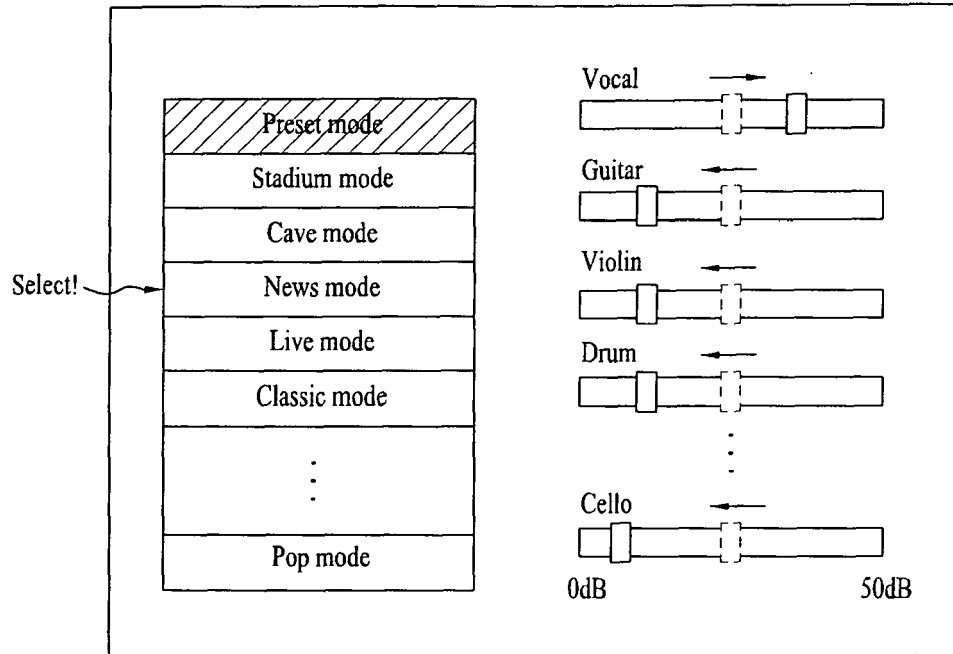 Preset mode
Stadium mode
Cave mode
Select!
News mode
Live mode
Classic mode
Pop mode
Vocal
Guitar
Violin
Drum
Cello
0dB 50dB